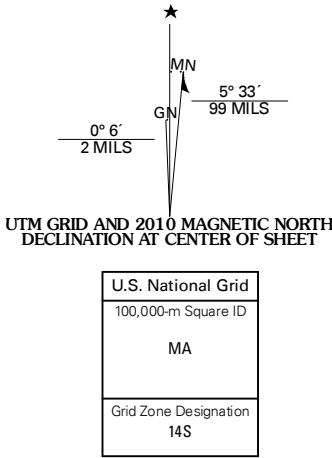 MN
GN
5° 33´
99 MILS
0° 6´
2 MILS
UTM GRID AND 2010 MAGNETIC NORTH
DECLINATION AT CENTER OF SHEET
U.S. National Grid
100,000-m Square ID
MA
Grid Zone Designation
14S